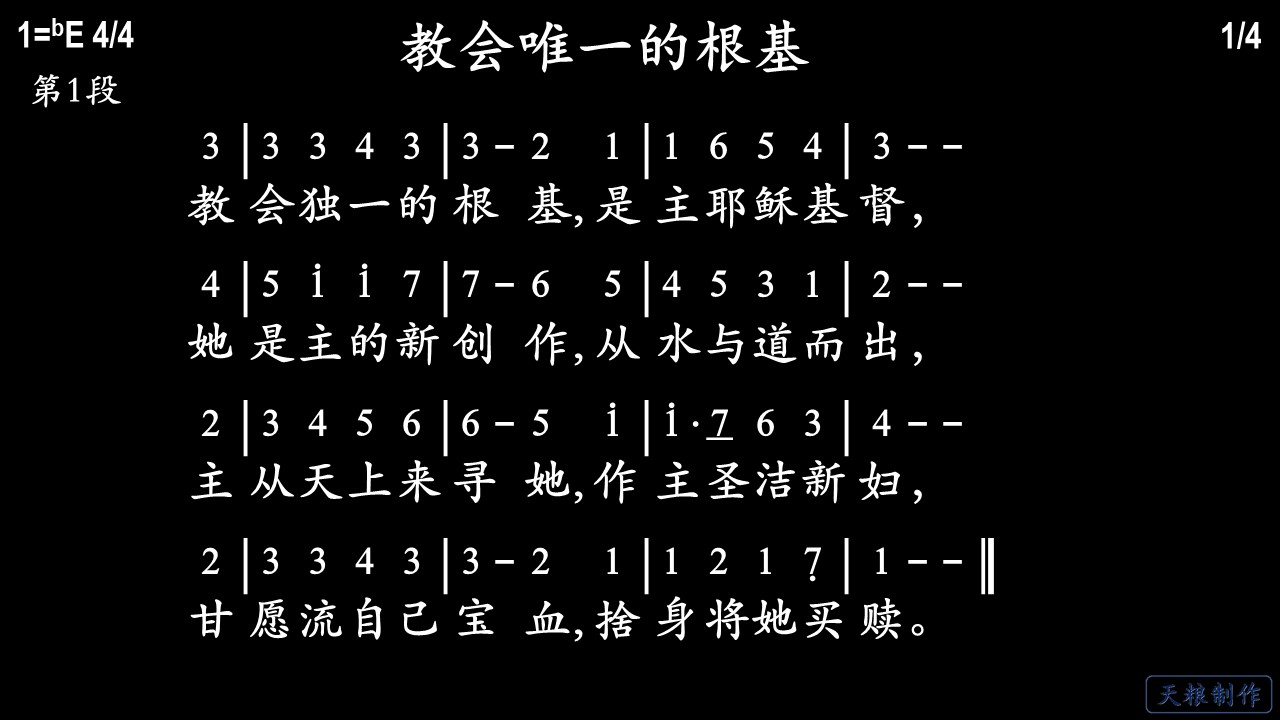 1=ᵇE 4/4
教会唯一的根基
1/4
第1段
3 | 3 3 4 3 | 3 – 2 1 | 1 6 5 4 | 3 – –
教会独一的根 基,是主耶稣基督,
4 | 5 i̇ i̇ 7 | 7 – 6 5 | 4 5 3 1 | 2 – –
她是主的新创 作,从水与道而出,
2 | 3 4 5 6 | 6 – 5 i̇ | i̇ · 7̲ 6 3 | 4 – –
主从天上来寻 她,作主圣洁新妇,
2 | 3 3 4 3 | 3 – 2 1 | 1 2 1 7̣ | 1 – – ‖
甘愿流自己宝 血,捨身将她买赎。
天粮制作